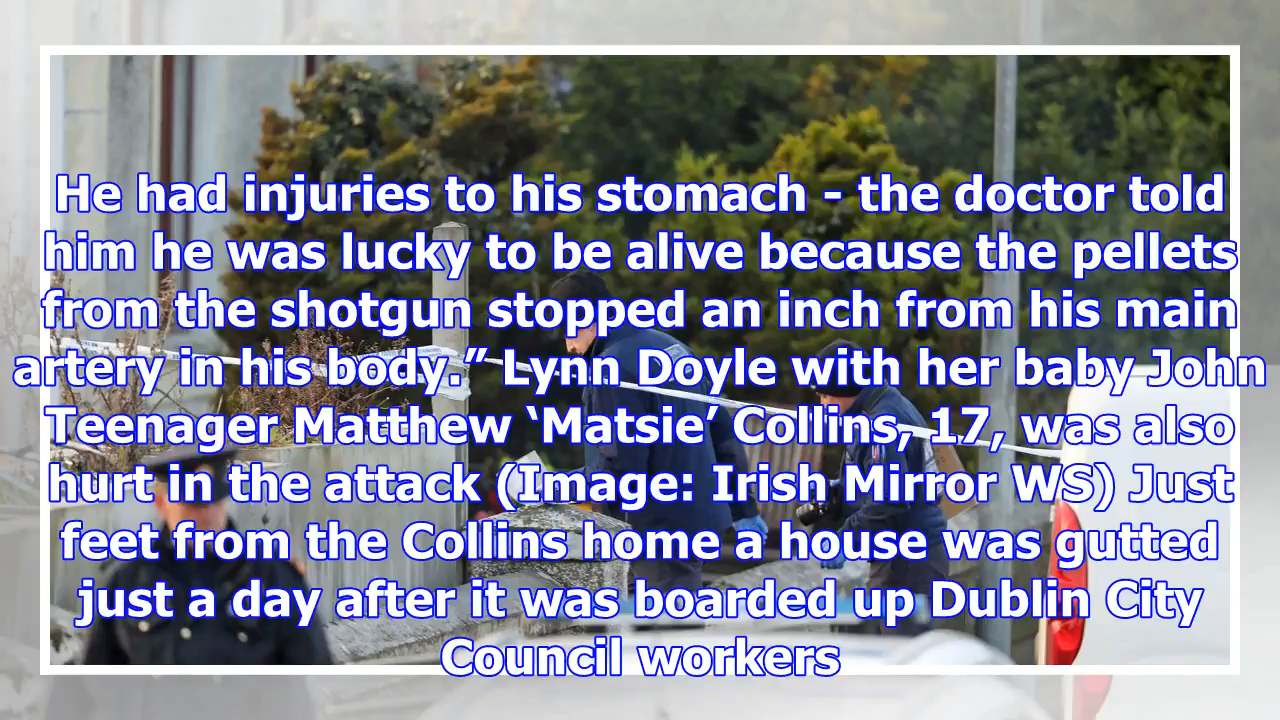 He had injuries to his stomach - the doctor told
him he was lucky to be alive because the pellets
from the shotgun stopped an inch from his main
artery in his body.” Lynn Doyle with her baby John
Teenager Matthew ‘Matsie’ Collins, 17, was also
hurt in the attack (Image: Irish Mirror WS) Just
feet from the Collins home a house was gutted
just a day after it was boarded up Dublin City
Council workers